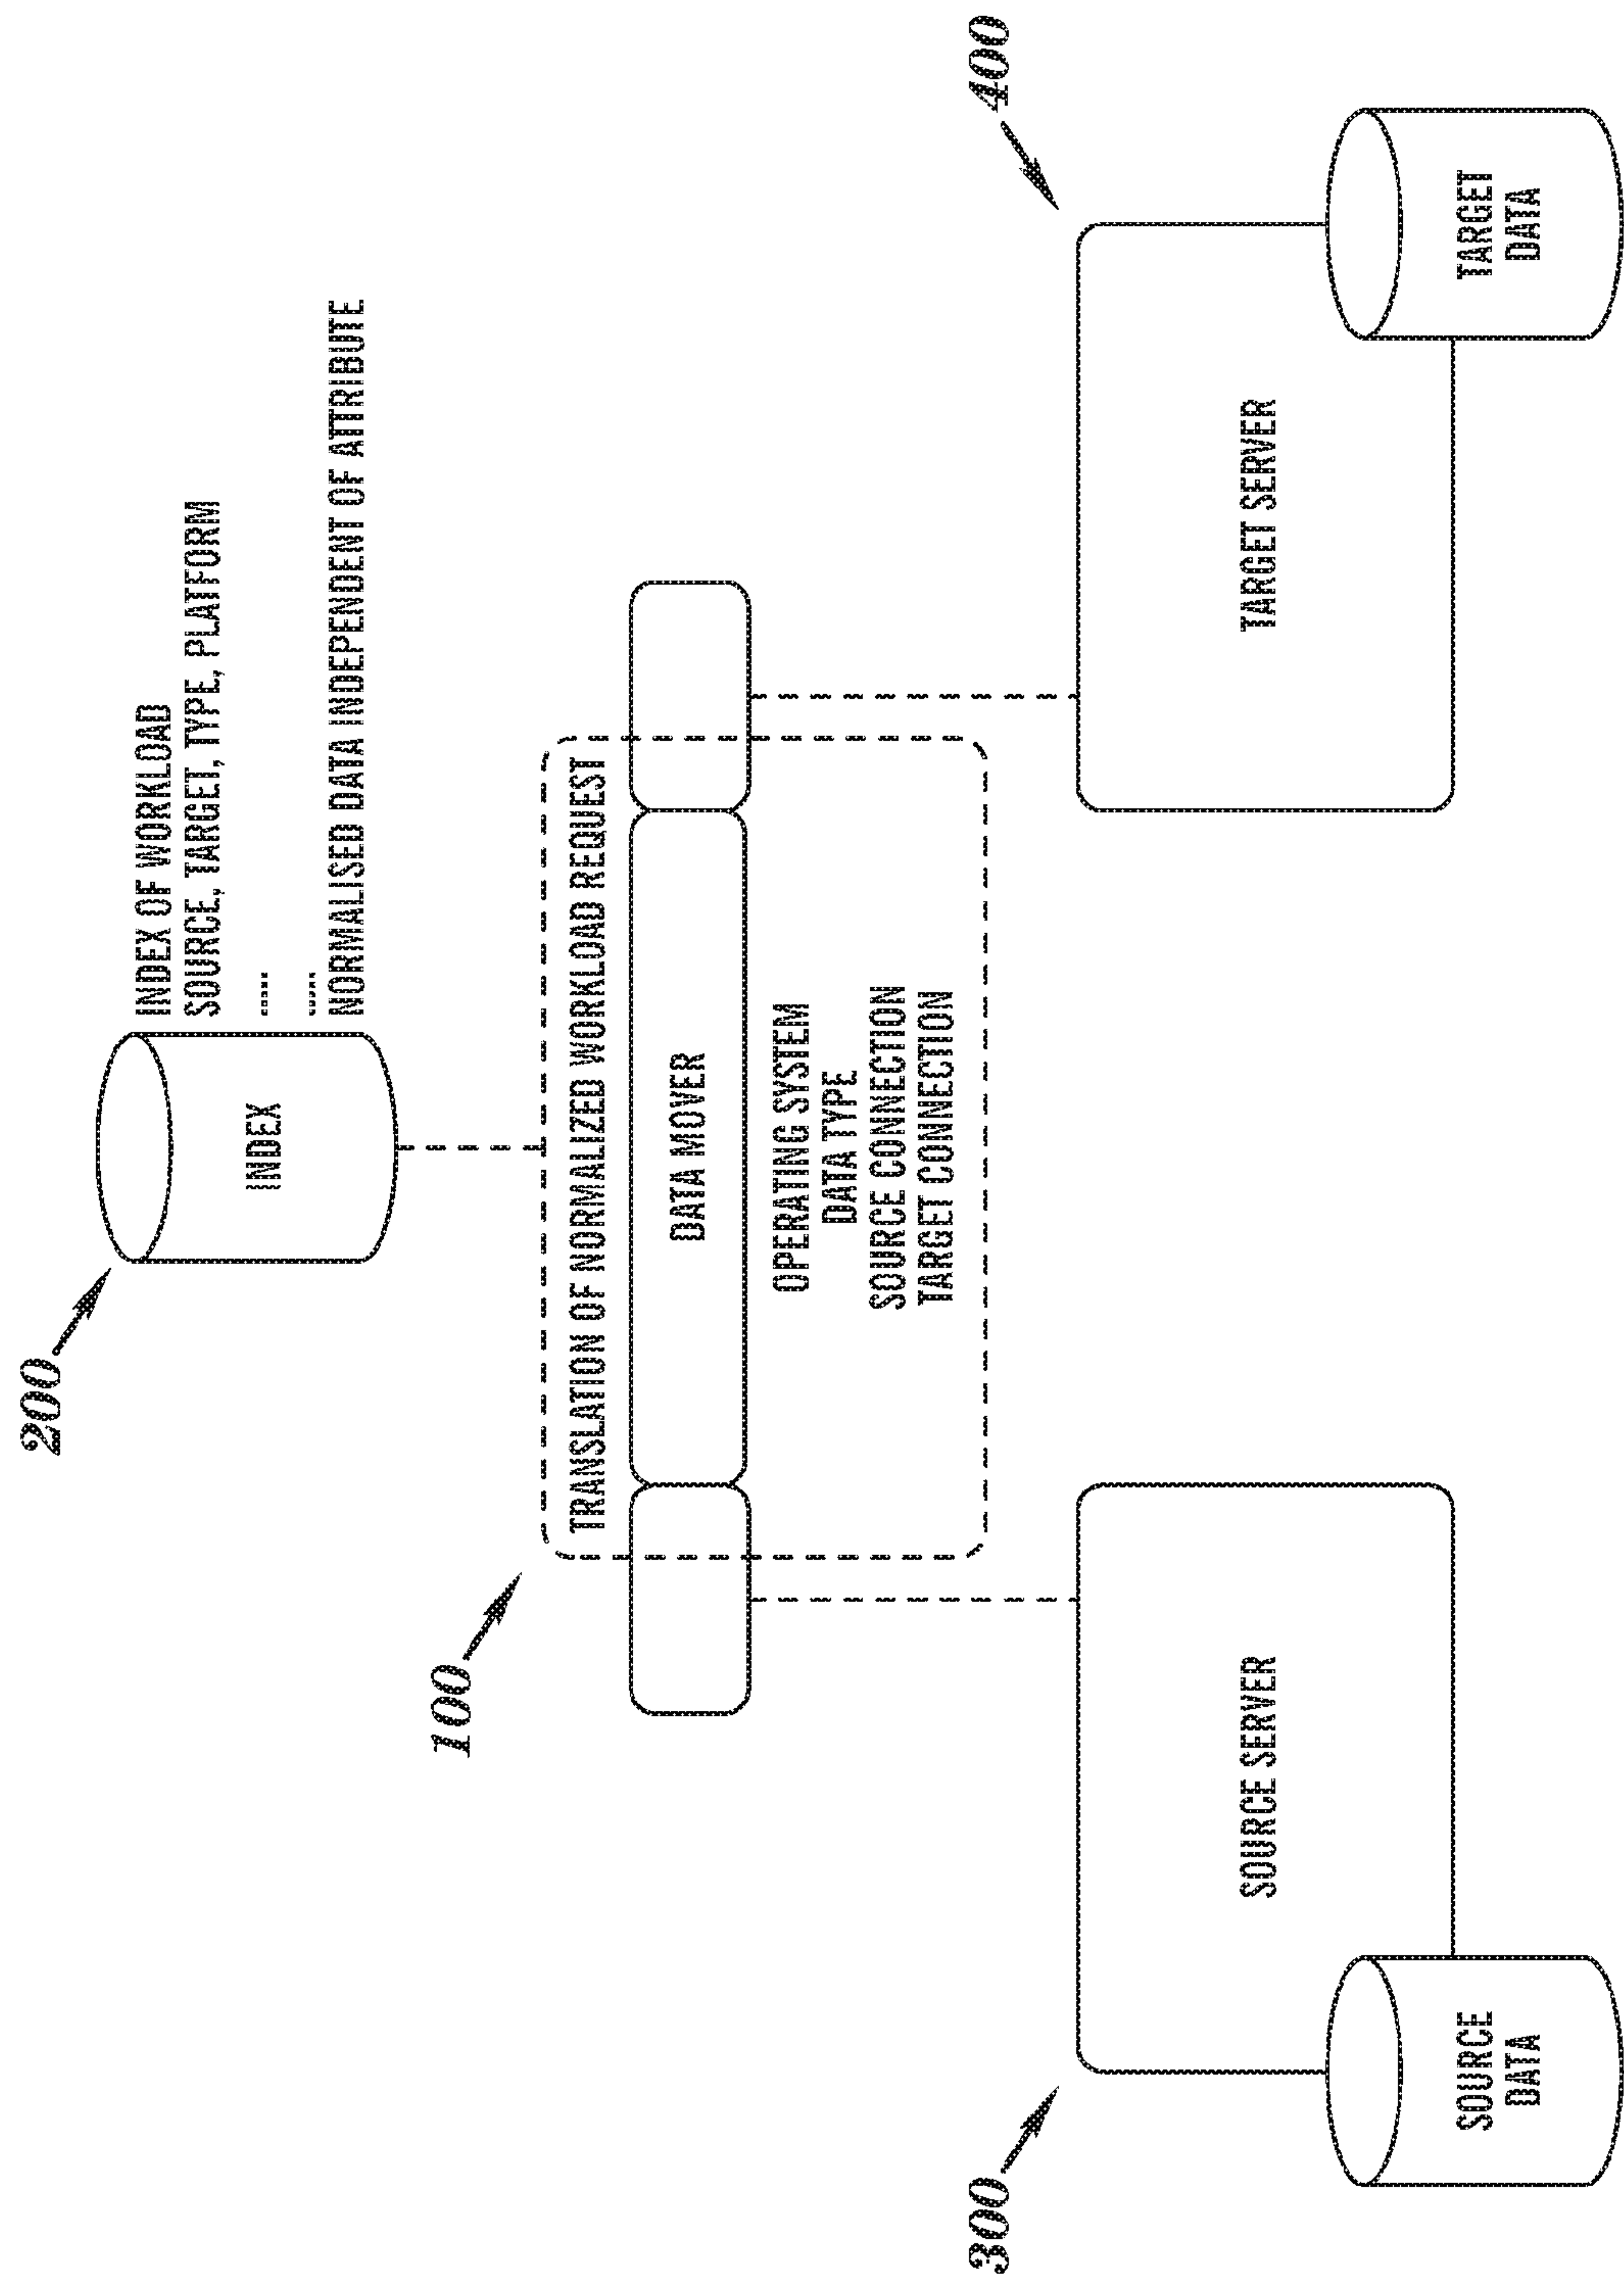 200
INDEX
INDEX OF WORKLOAD
SOURCE, TARGET, TYPE, PLATFORM
....
....
NORMALISED DATA INDEPENDENT OF ATTRIBUTE
100
TRANSLATION OF NORMALIZED WORKLOAD REQUEST
DATA MOVER
OPERATING SYSTEM
DATA TYPE
SOURCE CONNECTION
TARGET CONNECTION
300
SOURCE SERVER
SOURCE
DATA
400
TARGET SERVER
TARGET
DATA